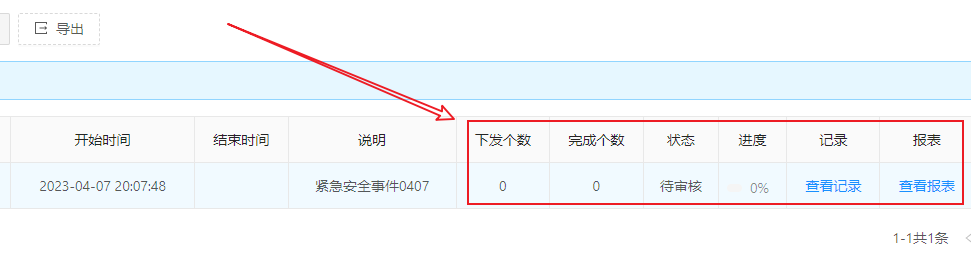 导出
开始时间 结束时间 说明 下发个数 完成个数 状态 进度 记录 报表
2023-04-07 20:07:48 紧急安全事件0407 0 0 待审核 0% 查看记录 查看报表
1-1共1条